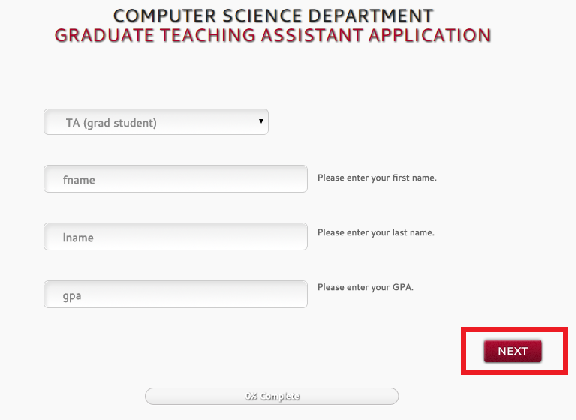 COMPUTER SCIENCE DEPARTMENT
GRADUATE TEACHING ASSISTANT APPLICATION
TA (grad student)
fname
Please enter your first name.
lname
Please enter your last name.
gpa
Please enter your GPA.
NEXT
0% Complete